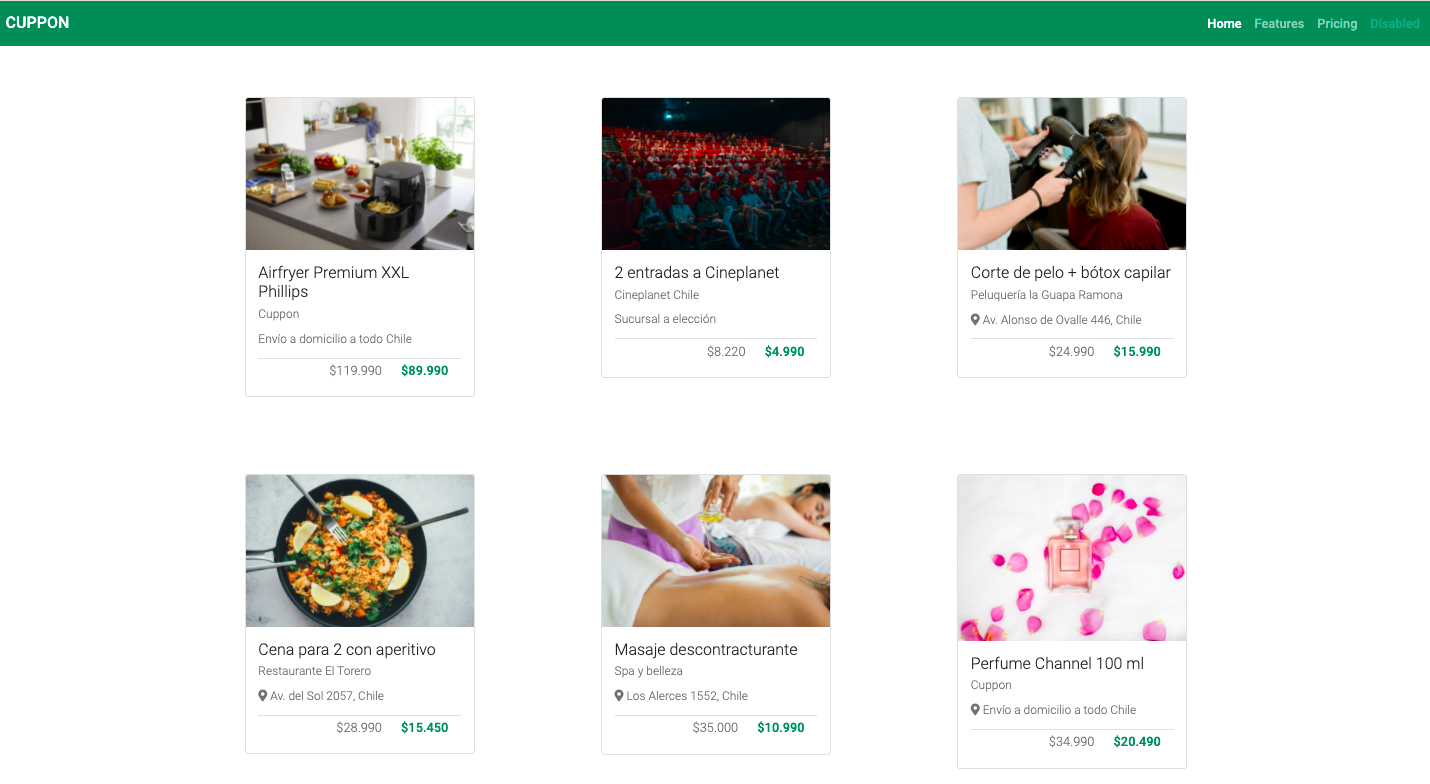 CUPPON
Home Features Pricing Disabled
Airfryer Premium XXL
Phillips
Cuppon
Envío a domicilio a todo Chile
$119.990 $89.990
2 entradas a Cineplanet
Cineplanet Chile
Sucursal a elección
$8.220 $4.990
Corte de pelo + bótox capilar
Peluquería la Guapa Ramona
Av. Alonso de Ovalle 446, Chile
$24.990 $15.990
Cena para 2 con aperitivo
Restaurante El Torero
Av. del Sol 2057, Chile
$28.990 $15.450
Masaje descontracturante
Spa y belleza
Los Alerces 1552, Chile
$35.000 $10.990
Perfume Channel 100 ml
Cuppon
Envío a domicilio a todo Chile
$34.990 $20.490